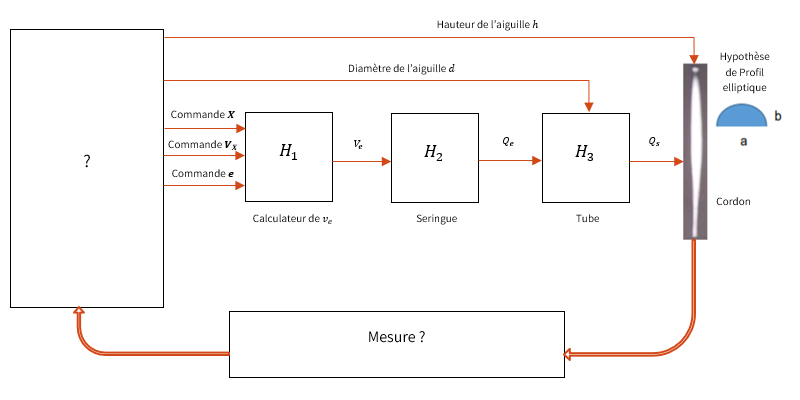 Hauteur de l'aiguille h
Hypothèse
de Profil
elliptique
Diamètre de l'aiguille d
b
a
Commande X
Commande V_X
Commande e
?
H_1
V_e
H_2
Q_e
H_3
Q_s
Cordon
Calculateur de v_e
Seringue
Tube
Mesure ?